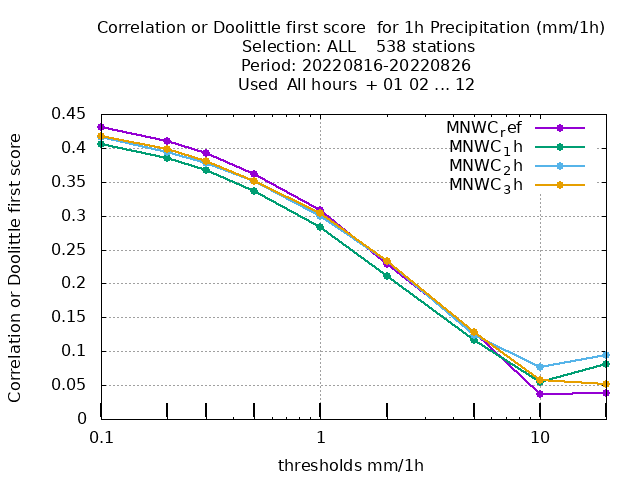 Correlation or Doolittle first score  for 1h Precipitation (mm/1h)
Selection: ALL    538 stations
Period: 20220816-20220826
Used  All hours  + 01 02 ... 12
MNWC_ref
MNWC_1h
MNWC_2h
MNWC_3h
0.45
0.4
0.35
0.3
0.25
0.2
0.15
0.1
0.05
0
Correlation or Doolittle first score
0.1 1 10
thresholds mm/1h